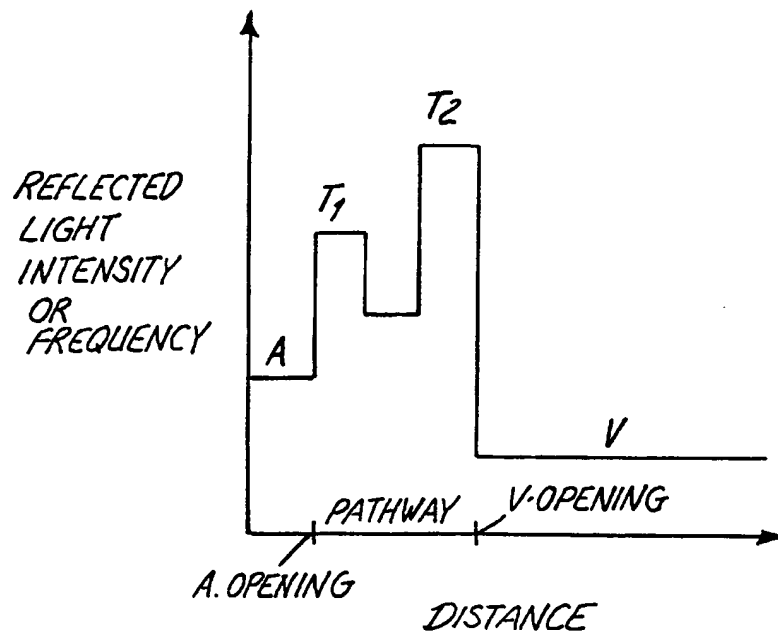 T2
REFLECTED
LIGHT
INTENSITY
OR
FREQUENCY
T1
A
V
PATHWAY
V·OPENING
A. OPENING
DISTANCE